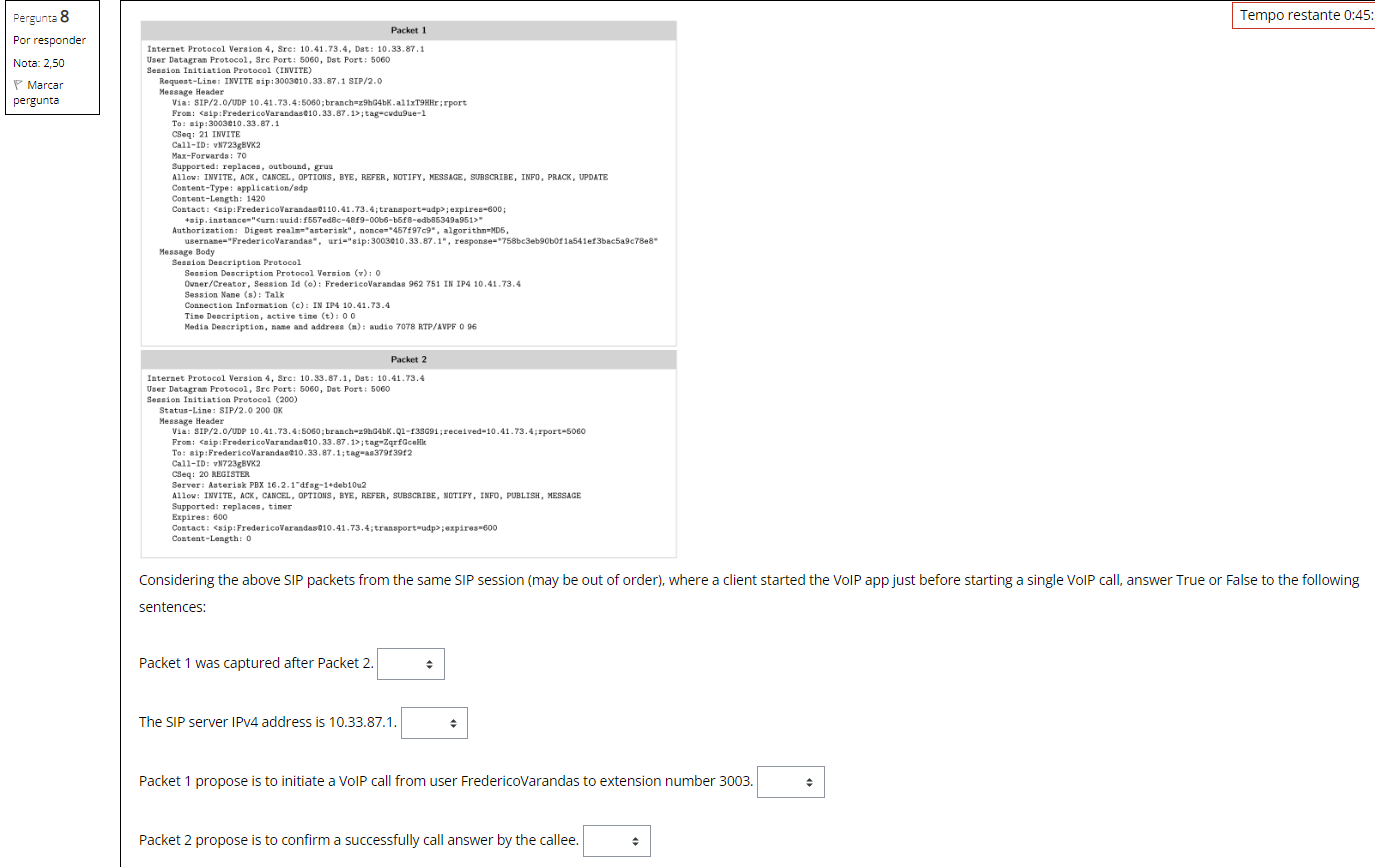 Pergunta 8
Por responder
Nota: 2,50
Marcar
pergunta
Tempo restante 0:45:
Packet 1
Internet Protocol Version 4, Src: 10.41.73.4, Dst: 10.33.87.1
User Datagram Protocol, Src Port: 5060, Dst Port: 5060
Session Initiation Protocol (INVITE)
Request-Line: INVITE sip:3003@10.33.87.1 SIP/2.0
Message Header
Via: SIP/2.0/UDP 10.41.73.4:5060;branch=z9hG4bK.al1xT9HHr;rport
From: <sip:FredericoVarandas@10.33.87.1>;tag=cwdu9ue-l
To: sip:3003@10.33.87.1
CSeq: 21 INVITE
Call-ID: vN723gBVK2
Max-Forwards: 70
Supported: replaces, outbound, gruu
Allow: INVITE, ACK, CANCEL, OPTIONS, BYE, REFER, NOTIFY, MESSAGE, SUBSCRIBE, INFO, PRACK, UPDATE
Content-Type: application/sdp
Content-Length: 1420
Contact: <sip:FredericoVarandas@110.41.73.4;transport=udp>;expires=600;
+sip.instance="<urn:uuid:f557ed8c-48f9-00b6-b5f8-edb85349a951>"
Authorization: Digest realm="asterisk", nonce="457f97c9", algorithm=MD5,
username="FredericoVarandas", uri="sip:3003@10.33.87.1", response="758bc3eb90b0f1a541ef3bac5a9c78e8"
Message Body
Session Description Protocol
Session Description Protocol Version (v): 0
Owner/Creator, Session Id (o): FredericoVarandas 962 751 IN IP4 10.41.73.4
Session Name (s): Talk
Connection Information (c): IN IP4 10.41.73.4
Time Description, active time (t): 0 0
Media Description, name and address (m): audio 7078 RTP/AVPF 0 96
Packet 2
Internet Protocol Version 4, Src: 10.33.87.1, Dst: 10.41.73.4
User Datagram Protocol, Src Port: 5060, Dst Port: 5060
Session Initiation Protocol (200)
Status-Line: SIP/2.0 200 OK
Message Header
Via: SIP/2.0/UDP 10.41.73.4:5060;branch=z9hG4bK.Ql-f3SG9i;received=10.41.73.4;rport=5060
From: <sip:FredericoVarandas@10.33.87.1>;tag=ZqrfGceHk
To: sip:FredericoVarandas@10.33.87.1;tag=as379f39f2
Call-ID: vN723gBVK2
CSeq: 20 REGISTER
Server: Asterisk PBX 16.2.1~dfsg-1+deb10u2
Allow: INVITE, ACK, CANCEL, OPTIONS, BYE, REFER, SUBSCRIBE, NOTIFY, INFO, PUBLISH, MESSAGE
Supported: replaces, timer
Expires: 600
Contact: <sip:FredericoVarandas@10.41.73.4;transport=udp>;expires=600
Content-Length: 0
Considering the above SIP packets from the same SIP session (may be out of order), where a client started the VoIP app just before starting a single VoIP call, answer True or False to the following
sentences:
Packet 1 was captured after Packet 2.
The SIP server IPv4 address is 10.33.87.1.
Packet 1 propose is to initiate a VoIP call from user FredericoVarandas to extension number 3003.
Packet 2 propose is to confirm a successfully call answer by the callee.